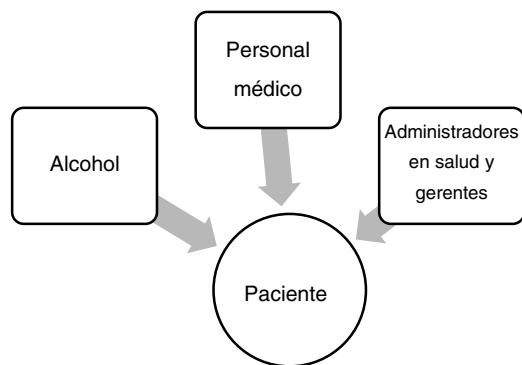 Personal
médico
Alcohol
Administradores
en salud y
gerentes
Paciente